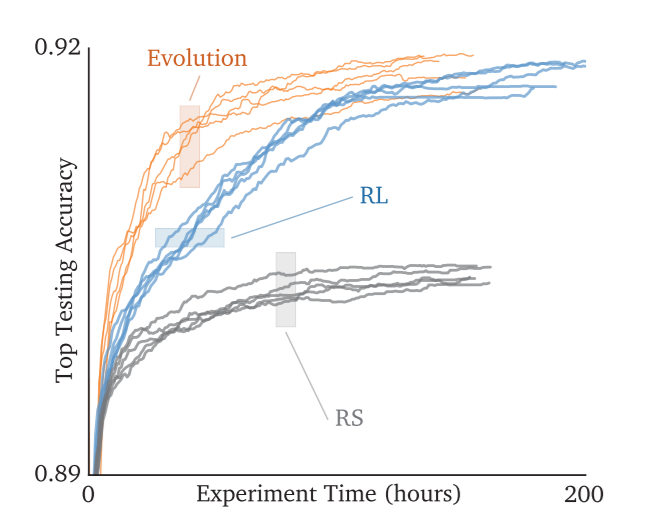 0.92
Evolution
RL
Top Testing Accuracy
RS
0.89
0
Experiment Time (hours)
200